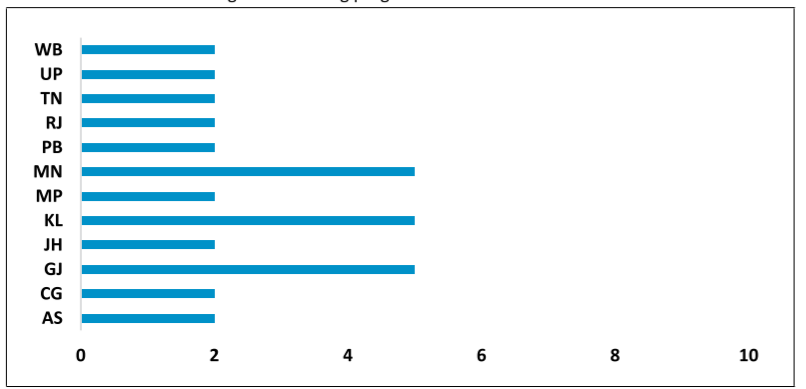 WB
UP
TN
RJ
PB
MN
MP
KL
JH
GJ
CG
AS
0 2 4 6 8 10